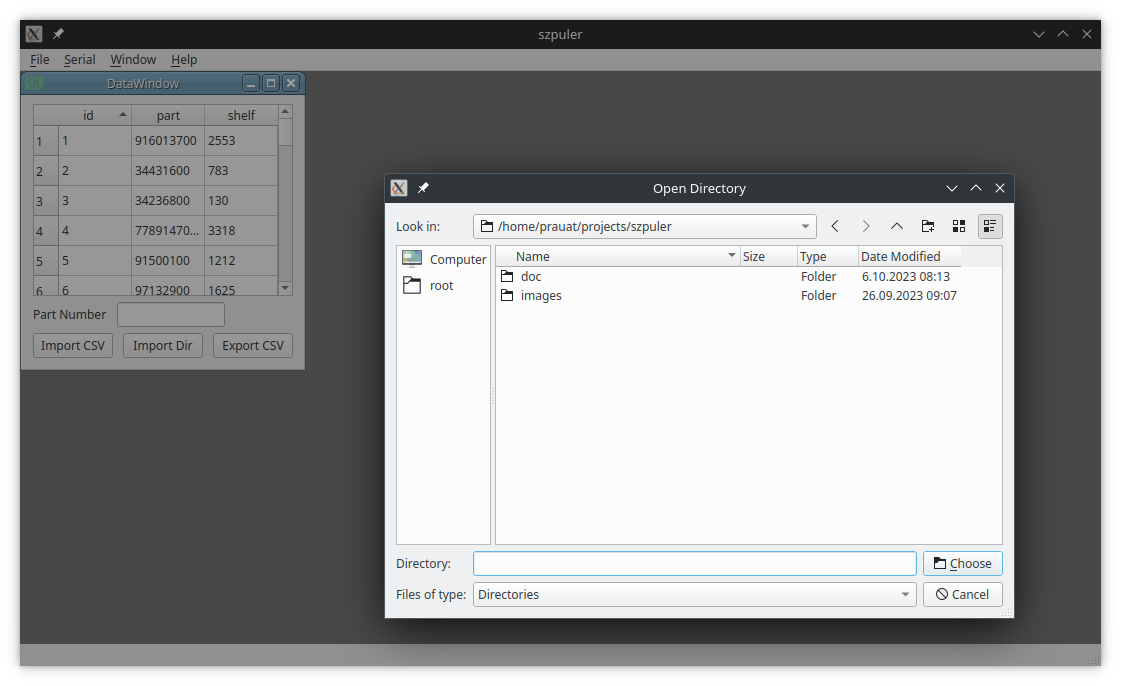 szpuler
File Serial Window Help
DataWindow
id part shelf
1 1 916013700 2553
2 2 34431600 783
3 3 34236800 130
4 4 77891470... 3318
5 5 91500100 1212
6 6 97132900 1625
Part Number
Import CSV Import Dir Export CSV
Open Directory
Look in: /home/prauat/projects/szpuler
Computer
root
Name Size Type Date Modified
doc Folder 6.10.2023 08:13
images Folder 26.09.2023 09:07
Directory: Choose
Files of type: Directories Cancel